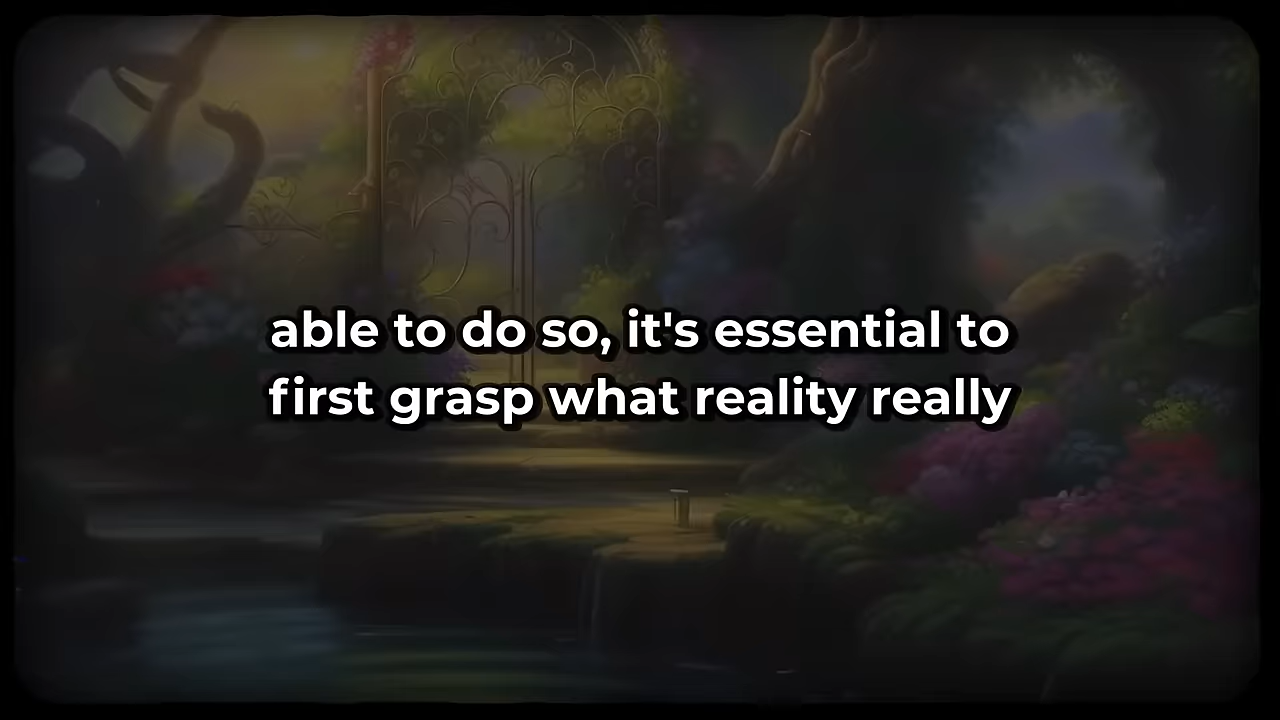 able to do so, it's essential to
first grasp what reality really